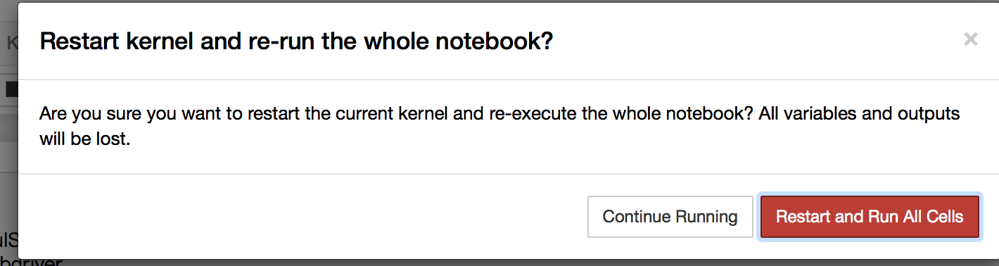 Restart kernel and re-run the whole notebook?
×
K
Are you sure you want to restart the current kernel and re-execute the whole notebook? All variables and outputs
will be lost.
Continue Running
Restart and Run All Cells